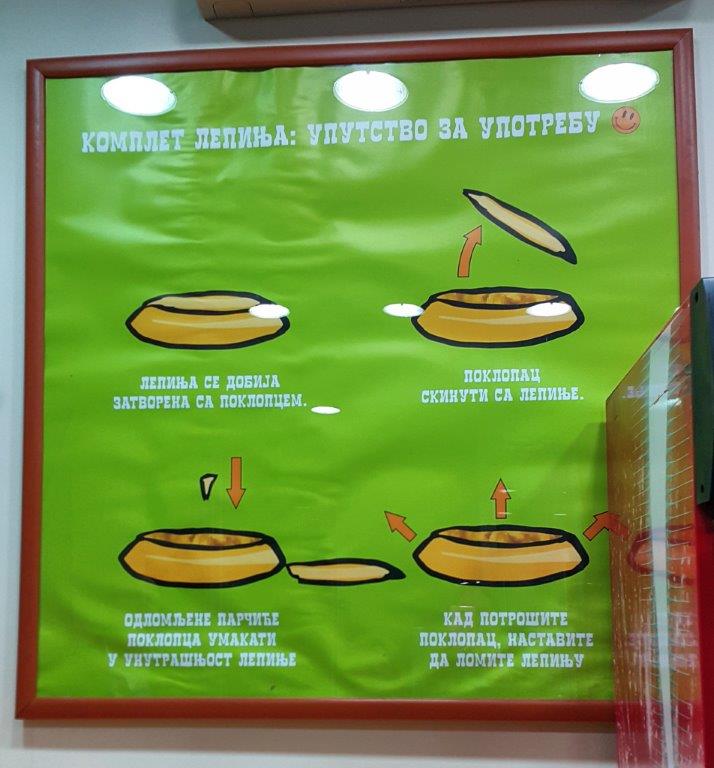 КОМПЛЕТ ЛЕПИЊА: УПУТСТВО ЗА УПОТРЕБУ
ЛЕПИЊА СЕ ДОБИЈА
ЗАТВОРЕНА СА ПОКЛОПЦЕМ.
ПОКЛОПАЦ
СКИНУТИ СА ЛЕПИЊЕ.
ОДЛОМЉЕНЕ ПАРЧИЋЕ
ПОКЛОПЦА УМАКАТИ
У УНУТРАШЊОСТ ЛЕПИЊЕ
КАД ПОТРОШИТЕ
ПОКЛОПАЦ, НАСТАВИТЕ
ДА ЛОМИТЕ ЛЕПИЊУ